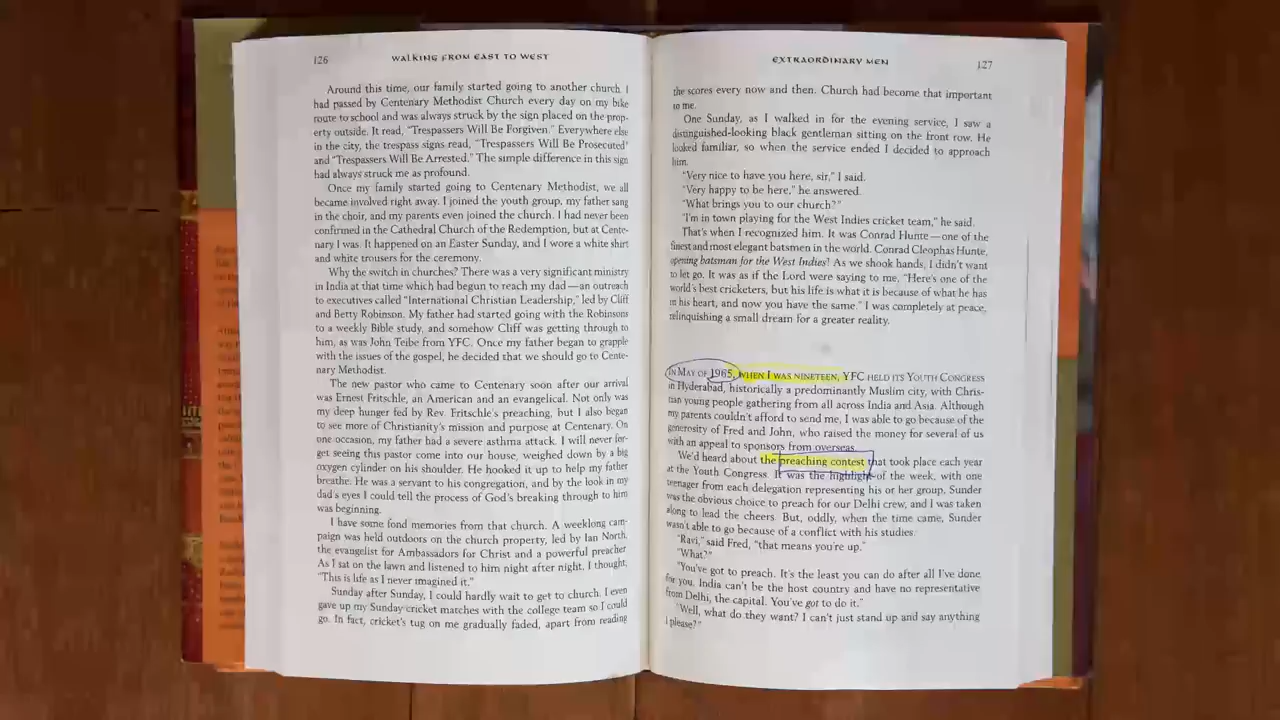 126
WALKING FROM EAST TO WEST
Around this time, our family started going to another church. I
had passed by Centenary Methodist Church every day on my bike
route to school and was always struck by the sign placed on the prop-
erty outside. It read, “Trespassers Will Be Forgiven.” Everywhere else
in the city, the trespass signs read, “Trespassers Will Be Prosecuted”
and “Trespassers Will Be Arrested.” The simple difference in this sign
had always struck me as profound.
Once my family started going to Centenary Methodist, we all
became involved right away. I joined the youth group, my father sang
in the choir, and my parents even joined the church. I had never been
confirmed in the Cathedral Church of the Redemption, but at Cente-
nary I was. It happened on an Easter Sunday, and I wore a white shirt
and white trousers for the ceremony.
Why the switch in churches? There was a very significant ministry
in India at that time which had begun to reach my dad—an outreach
to executives called “International Christian Leadership,” led by Cliff
and Betty Robinson. My father had started going with the Robinsons
to a weekly Bible study, and somehow Cliff was getting through to
him, as was John Teibe from YFC. Once my father began to grapple
with the issues of the gospel, he decided that we should go to Cente-
nary Methodist.
The new pastor who came to Centenary soon after our arrival
was Ernest Fritschle, an American and an evangelical. Not only was
my deep hunger fed by Rev. Fritschle's preaching, but I also began
to see more of Christianity's mission and purpose at Centenary. On
one occasion, my father had a severe asthma attack. I will never for-
get seeing this pastor come into our house, weighed down by a big
oxygen cylinder on his shoulder. He hooked it up to help my father
breathe. He was a servant to his congregation, and by the look in my
dad's eyes I could tell the process of God's breaking through to him
was beginning.
I have some fond memories from that church. A weeklong cam-
paign was held outdoors on the church property, led by Ian North,
the evangelist for Ambassadors for Christ and a powerful preacher
As I sat on the lawn and listened to him night after night, I thought,
“This is life as I never imagined it.”
Sunday after Sunday, I could hardly wait to get to church. I even
gave up my Sunday cricket matches with the college team so I could
go. In fact, cricket's tug on me gradually faded, apart from reading
EXTRAORDINARY MEN
127
the scores every now and then. Church had become that important
to me.
One Sunday, as I walked in for the evening service, I saw a
distinguished-looking black gentleman sitting on the front row. He
looked familiar, so when the service ended I decided to approach
him.
“Very nice to have you here, sir,” I said.
“Very happy to be here,” he answered.
“What brings you to our church?”
“I'm in town playing for the West Indies cricket team,” he said.
That's when I recognized him. It was Conrad Hunte—one of the
finest and most elegant batsmen in the world. Conrad Cleophas Hunte,
opening batsman for the West Indies! As we shook hands, I didn't want
to let go. It was as if the Lord were saying to me, “Here's one of the
world's best cricketers, but his life is what it is because of what he has
in his heart, and now you have the same.” I was completely at peace,
relinquishing a small dream for a greater reality.
IN MAY OF 1965, WHEN I WAS NINETEEN, YFC HELD ITS YOUTH CONGRESS
in Hyderabad, historically a predominantly Muslim city, with Chris-
tian young people gathering from all across India and Asia. Although
my parents couldn't afford to send me, I was able to go because of the
generosity of Fred and John, who raised the money for several of us
with an appeal to sponsors from overseas.
We'd heard about the preaching contest that took place each year
at the Youth Congress. It was the highlight of the week, with one
teenager from each delegation representing his or her group. Sunder
was the obvious choice to preach for our Delhi crew, and I was taken
along to lead the cheers. But, oddly, when the time came, Sunder
wasn't able to go because of a conflict with his studies.
“Ravi,” said Fred, “that means you're up.”
“What?”
“You've got to preach. It's the least you can do after all I've done
for you. India can't be the host country and have no representative
from Delhi, the capital. You've got to do it.”
“Well, what do they want? I can't just stand up and say anything
I please?”